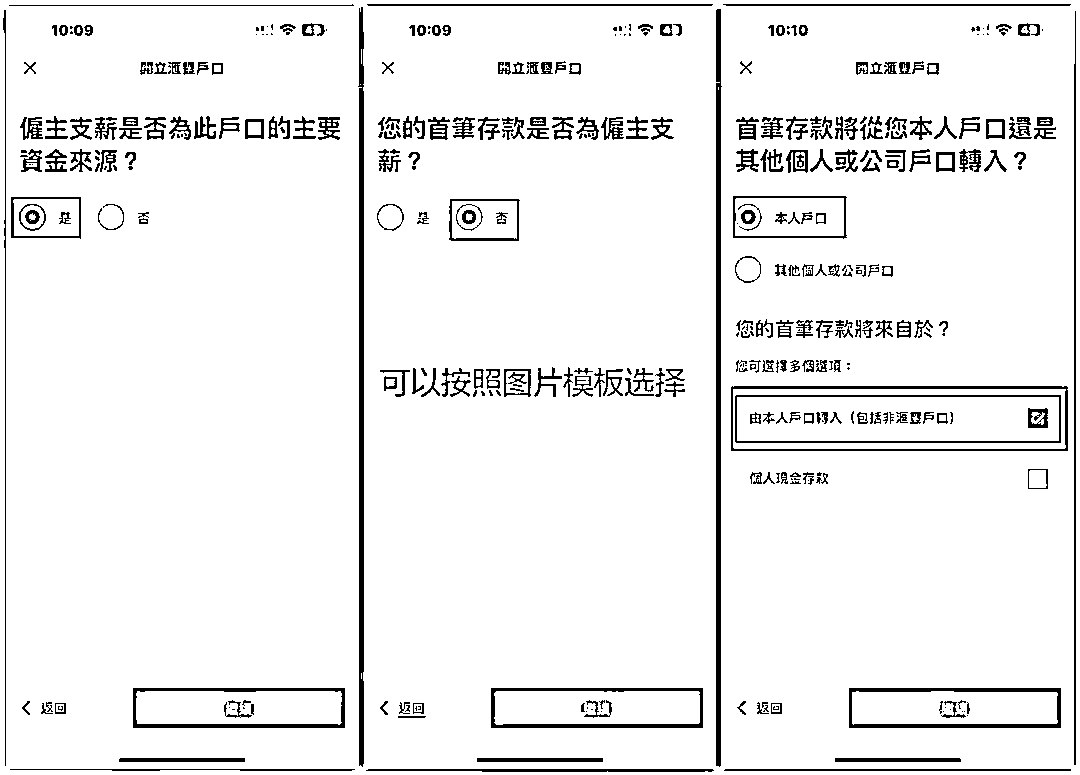 10:09
開立滙豐戶口
僱主支薪是否為此戶口的主要
資金來源？
是
否
返回
繼續
10:09
開立滙豐戶口
您的首筆存款是否為僱主支
薪？
是
否
可以按照图片模板选择
返回
繼續
10:10
開立滙豐戶口
首筆存款將從您本人戶口還是
其他個人或公司戶口轉入？
本人戶口
其他個人或公司戶口
您的首筆存款將來自於？
您可選擇多個選項：
由本人戶口轉入（包括非滙豐戶口）
個人現金存款
返回
繼續